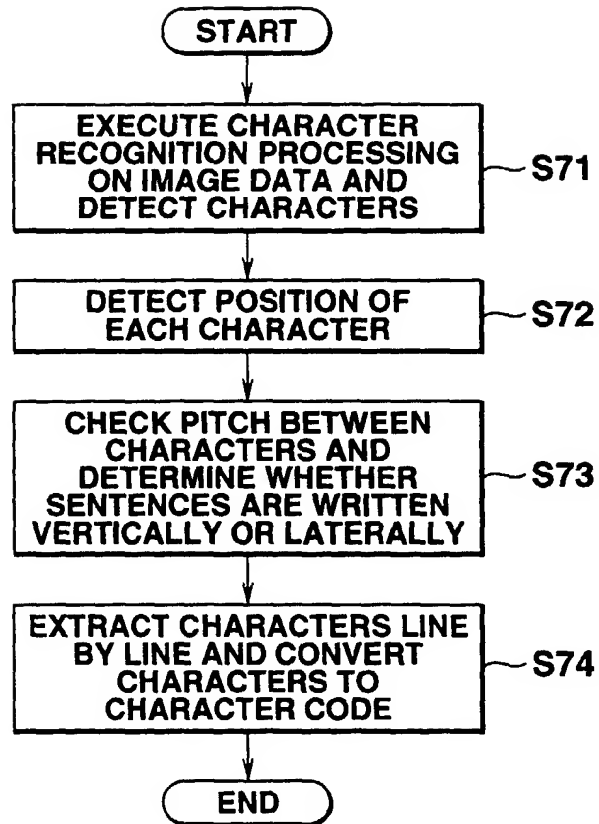 START
EXECUTE CHARACTER
RECOGNITION PROCESSING
ON IMAGE DATA AND
DETECT CHARACTERS
S71
DETECT POSITION OF
EACH CHARACTER
S72
CHECK PITCH BETWEEN
CHARACTERS AND
DETERMINE WHETHER
SENTENCES ARE WRITTEN
VERTICALLY OR LATERALLY
S73
EXTRACT CHARACTERS LINE
BY LINE AND CONVERT
CHARACTERS TO
CHARACTER CODE
S74
END